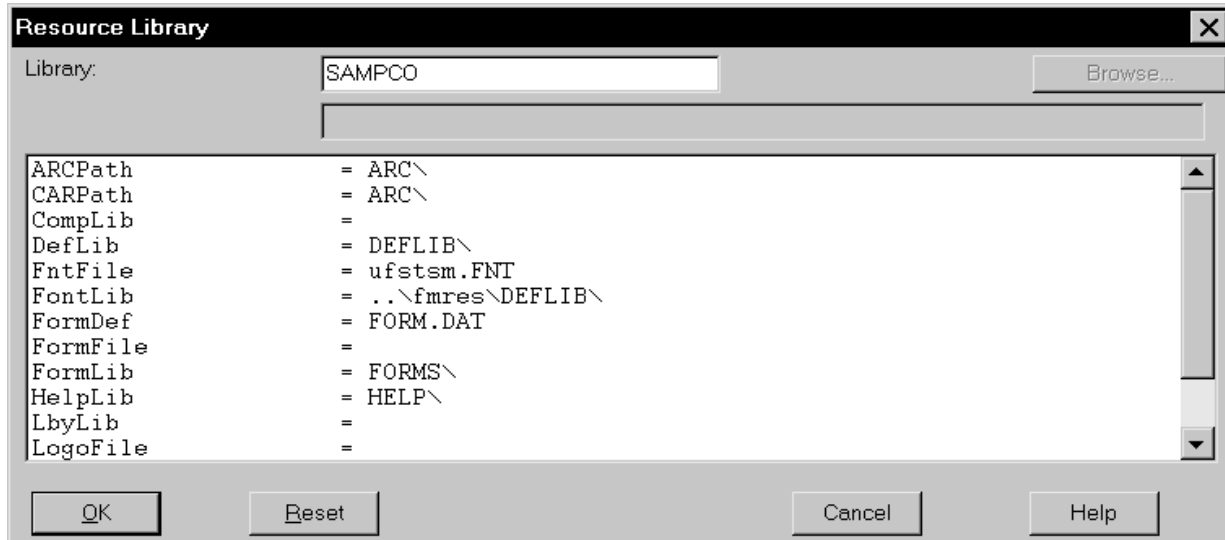 Resource Library
Library: SAMPCO Browse...
ARCPath = ARC\
CARPath = ARC\
CompLib =
DefLib = DEFLIB\
FntFile = ufstsm.FNT
FontLib = ..\fmres\DEFLIB\
FormDef = FORM.DAT
FormFile =
FormLib = FORMS\
HelpLib = HELP\
LbyLib =
LogoFile =
OK Reset Cancel Help